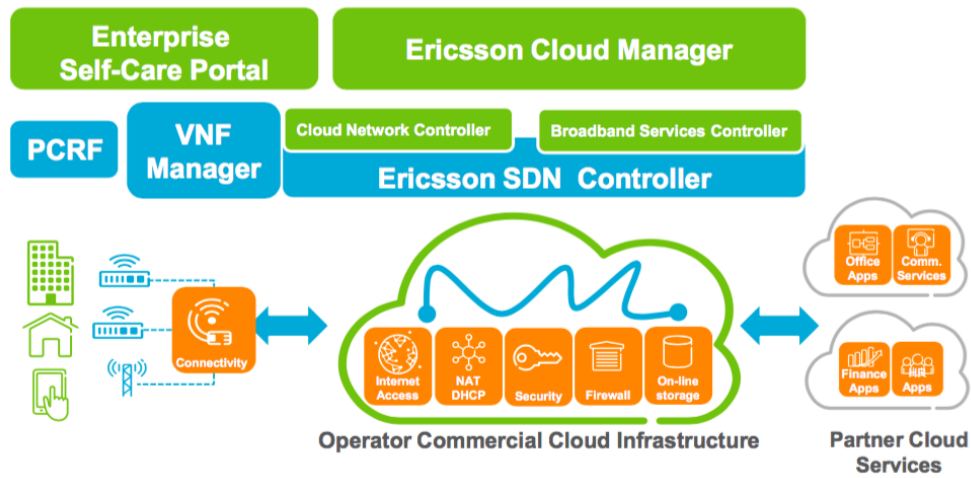 Enterprise
Self-Care Portal
Ericsson Cloud Manager
PCRF
VNF
Manager
Cloud Network Controller
Broadband Services Controller
Ericsson SDN Controller
Connectivity
Internet
Access
NAT
DHCP
Security
Firewall
On-line
storage
Operator Commercial Cloud Infrastructure
Office
Apps
Comm.
Services
Finance
Apps
HR
Apps
Partner Cloud
Services